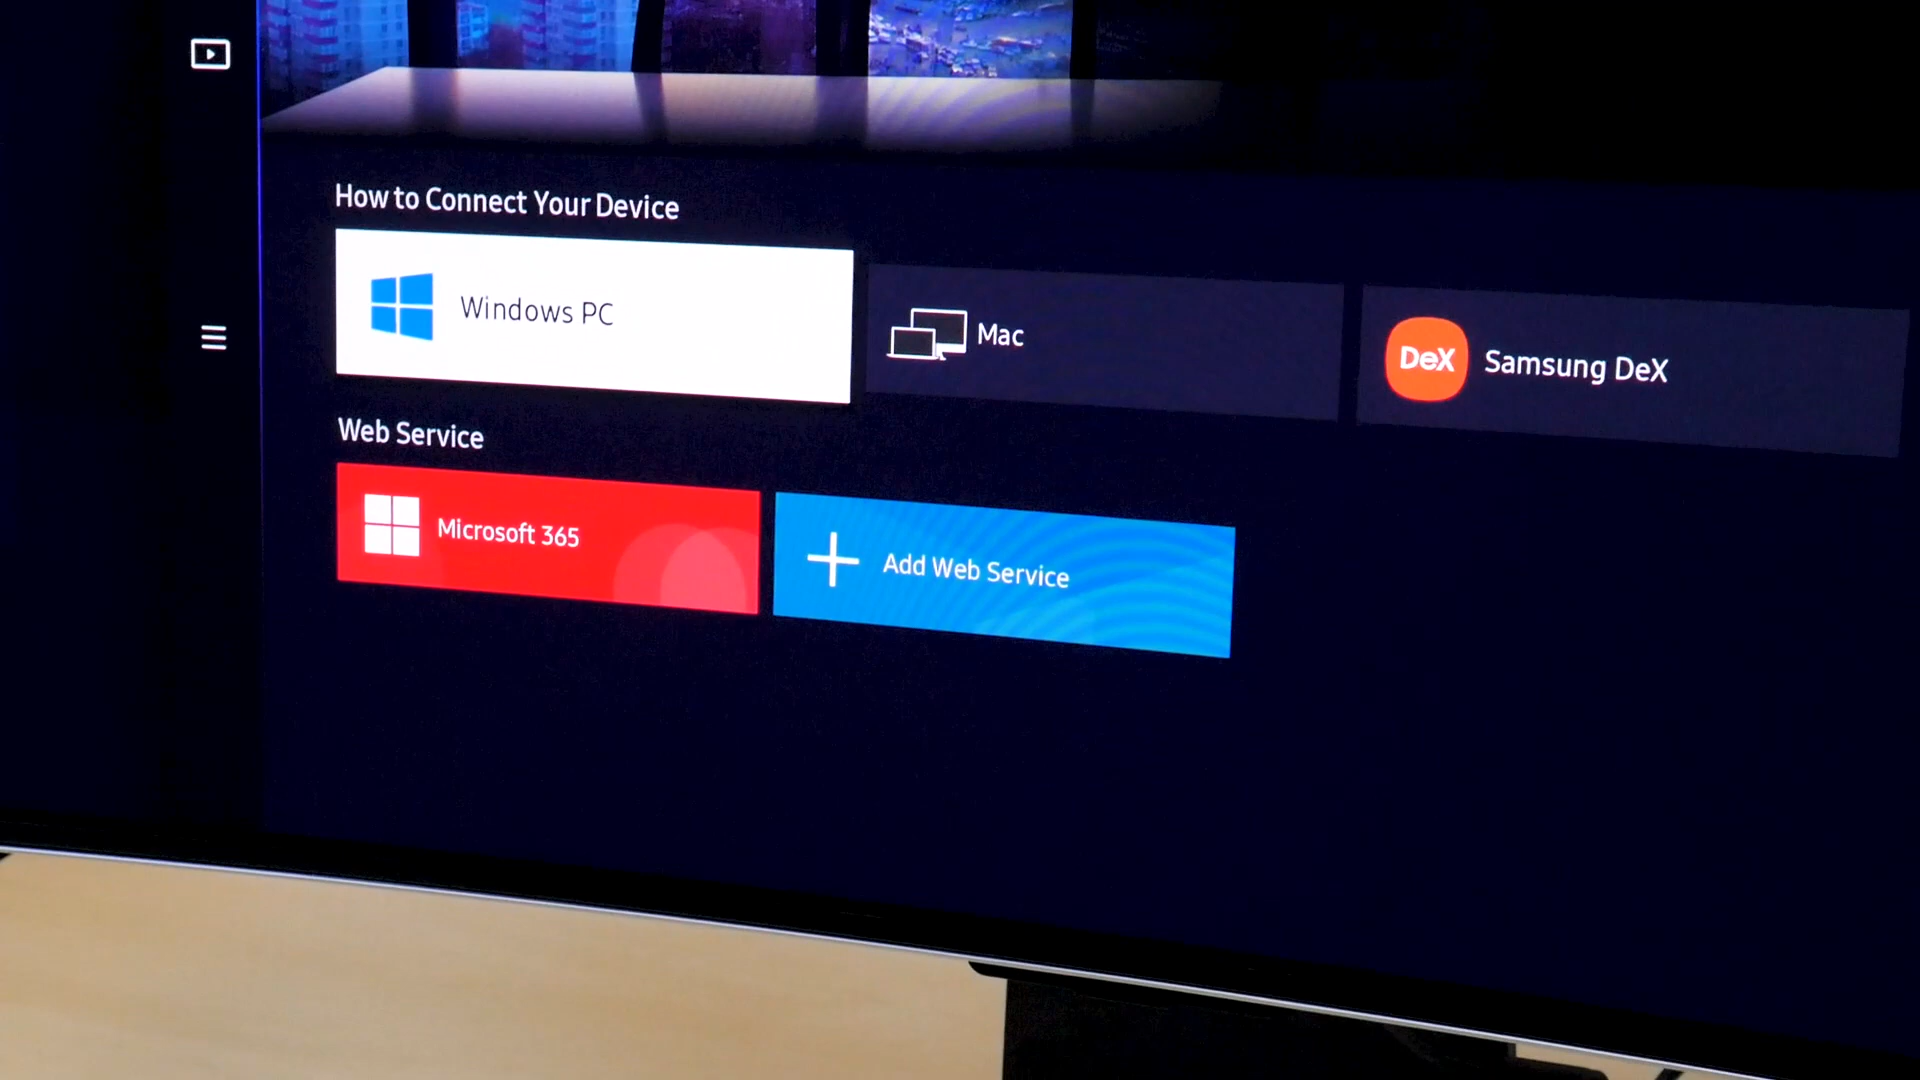 How to Connect Your Device
Windows PC
Mac
DeX
Samsung DeX
Web Service
Microsoft 365
Add Web Service